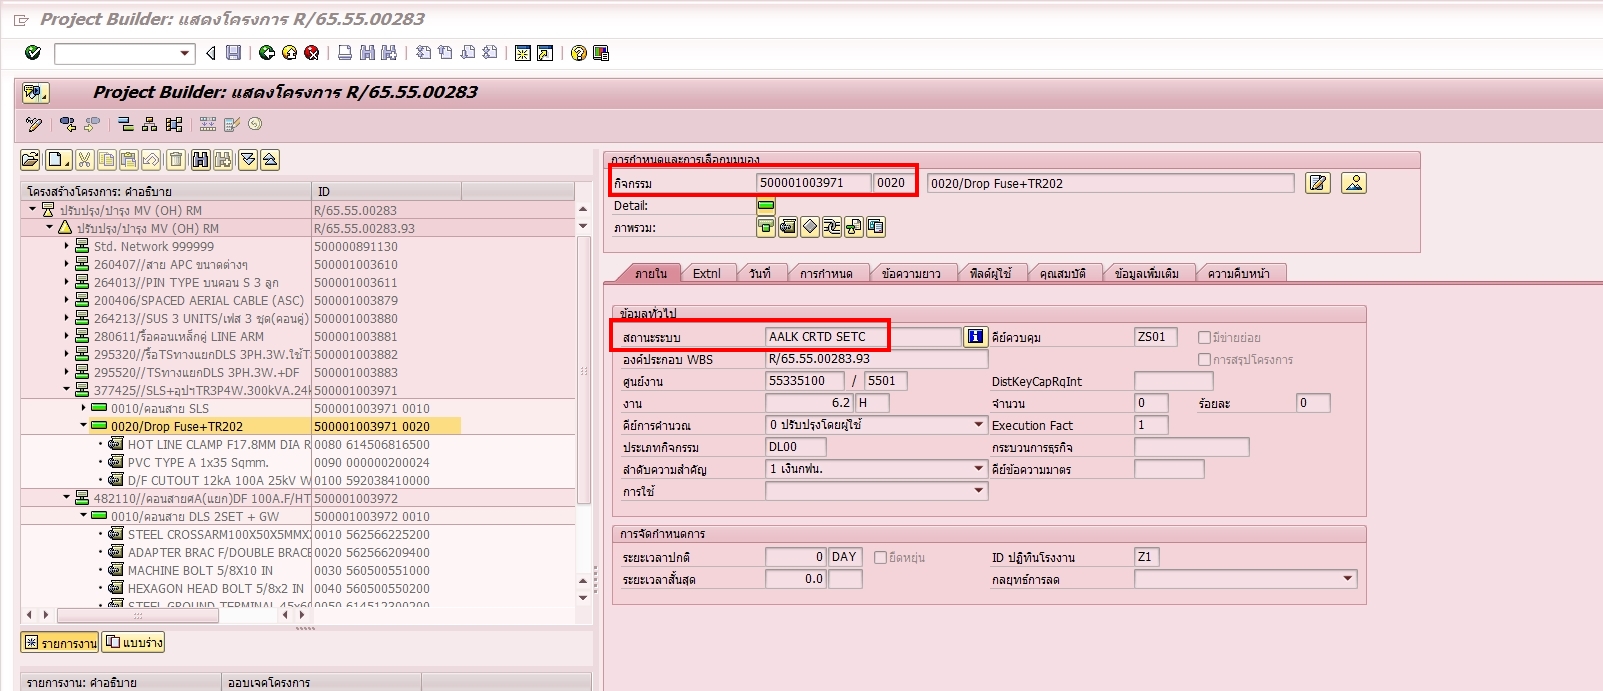 Project Builder: แสดงโครงการ R/65.55.00283
Project Builder: แสดงโครงการ R/65.55.00283
โครงสร้างโครงการ: คำอธิบาย ID
ปรับปรุง/บำรุง MV (OH) RM R/65.55.00283
ปรับปรุง/บำรุง MV (OH) RM R/65.55.00283.93
Std. Network 999999 500000891130
260407//สาย APC ขนาดต่างๆ 500001003610
264013//PIN TYPE บนคอน S 3 ลูก 500001003611
200406/SPACED AERIAL CABLE (ASC) 500001003879
264213//SUS 3 UNITS/เฟส 3 ชุด(คอนคู่) 500001003880
280611/รื้อคอนเหล็กคู่ LINE ARM 500001003881
295320//รื้อTSทางแยกDLS 3PH.3W.ใช้T 500001003882
295520//TSทางแยกDLS 3PH.3W.+DF 500001003883
377425//SLS+อุปฯTR3P4W.300kVA.24k 500001003971
0010/คอนสาย SLS 500001003971 0010
0020/Drop Fuse+TR202 500001003971 0020
HOT LINE CLAMP F17.8MM DIA R 0080 614506816500
PVC TYPE A 1x35 Sqmm. 0090 000000200024
D/F CUTOUT 12kA 100A 25kV W 0100 592038410000
482110//คอนสายศA(แยก)DF 100A.F/HT 500001003972
0010/คอนสาย DLS 2SET + GW 500001003972 0010
STEEL CROSSARM100X50X5MMX 0010 562566225200
ADAPTER BRAC F/DOUBLE BRACE 0020 562566209400
MACHINE BOLT 5/8X10 IN 0030 560500551000
HEXAGON HEAD BOLT 5/8x2 IN 0040 560500550200
STEEL GROUND TERMINAL 45x60 0050 614512300200
รายการงาน แบบร่าง
รายการงาน: คำอธิบาย ออบเจคโครงการ
การกำหนดและการเลือกมุมมอง
กิจกรรม 500001003971 0020 0020/Drop Fuse+TR202
Detail:
ภาพรวม:
ภายใน Extnl วันที่ การกำหนด ข้อความยาว ฟิลด์ผู้ใช้ คุณสมบัติ ข้อมูลเพิ่มเติม ความคืบหน้า
ข้อมูลทั่วไป
สถานะระบบ AALK CRTD SETC คีย์ควบคุม ZS01 มีข่ายย่อย
องค์ประกอบ WBS R/65.55.00283.93 การสรุปโครงการ
ศูนย์งาน 55335100 / 5501 DistKeyCapRqInt
งาน 6.2 H จำนวน 0 ร้อยละ 0
คีย์การคำนวณ 0 ปรับปรุงโดยผู้ใช้ Execution Fact 1
ประเภทกิจกรรม DL00 กระบวนการธุรกิจ
ลำดับความสำคัญ 1 เงินกฟน. คีย์ข้อความมาตร
การใช้
การจัดกำหนดการ
ระยะเวลาปกติ 0 DAY ยืดหยุ่น ID ปฏิทินโรงงาน Z1
ระยะเวลาสั้นสุด 0.0 กลยุทธ์การลด